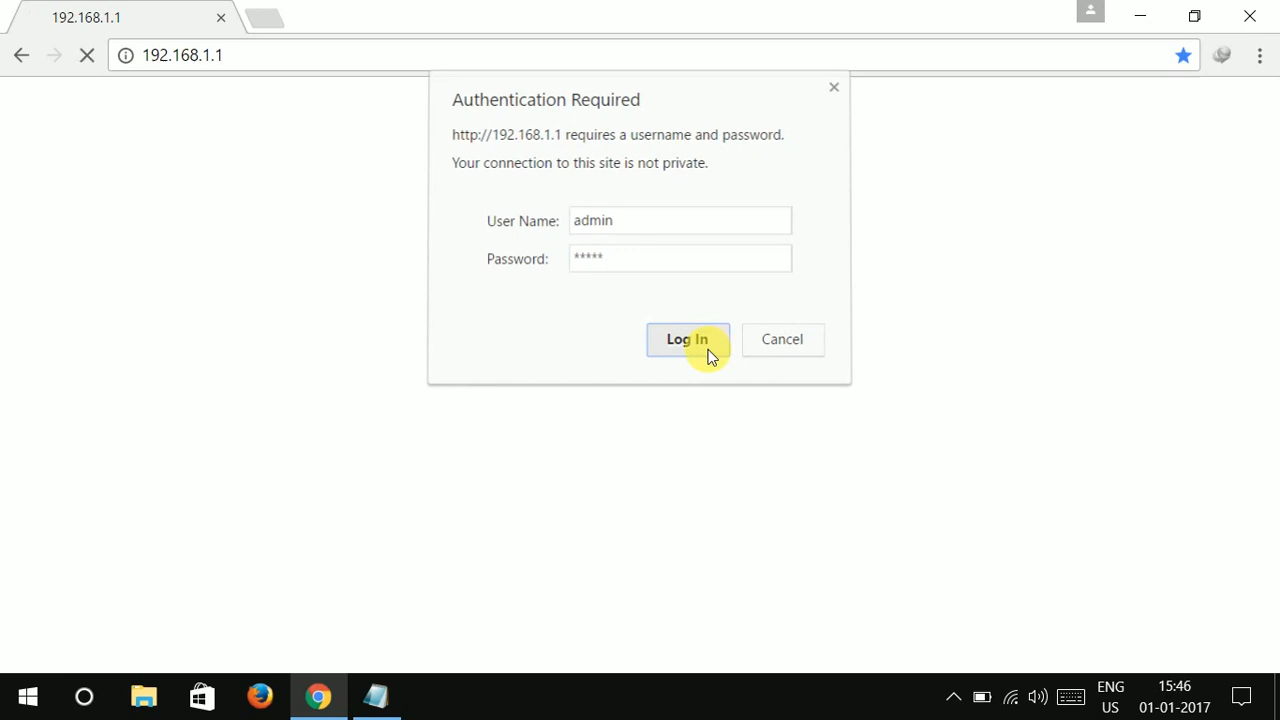 192.168.1.1
192.168.1.1
Authentication Required
http://192.168.1.1 requires a username and password.
Your connection to this site is not private.
User Name: admin
Password: *****
Log In Cancel
ENG 15:46
US 01-01-2017